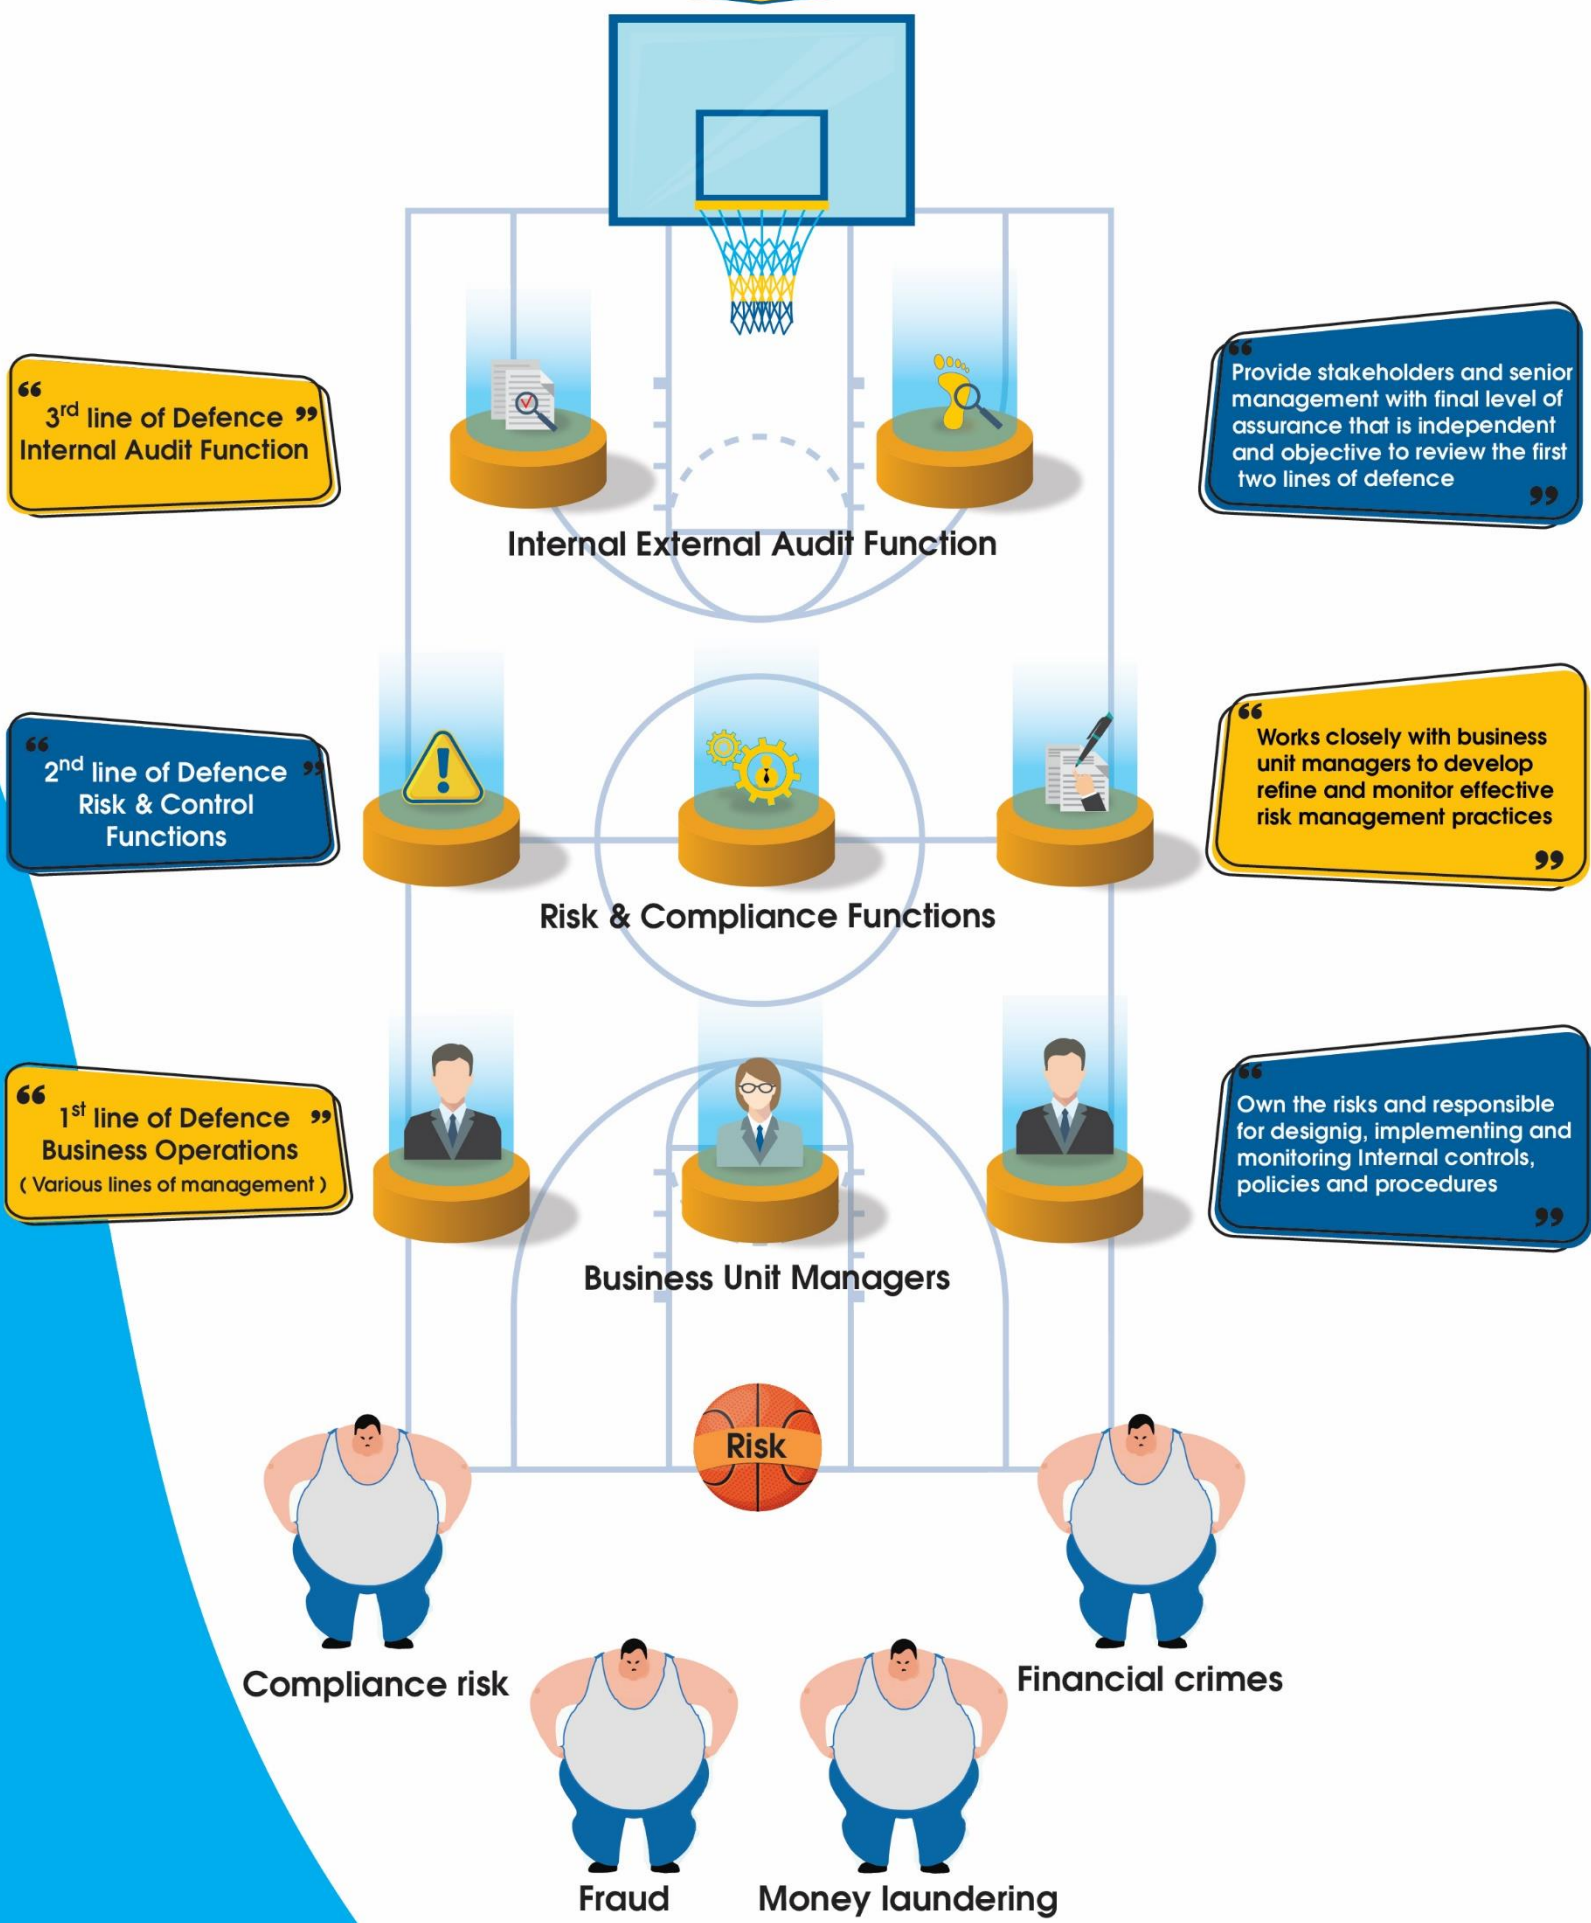 “
3rd line of Defence ”
Internal Audit Function
“
Provide stakeholders and senior
management with final level of
assurance that is independent
and objective to review the first
two lines of defence
”
Internal External Audit Function
“
2nd line of Defence ”
Risk & Control
Functions
“
Works closely with business
unit managers to develop
refine and monitor effective
risk management practices
”
Risk & Compliance Functions
“
1st line of Defence ”
Business Operations
( Various lines of management )
“
Own the risks and responsible
for designig, implementing and
monitoring Internal controls,
policies and procedures
”
Business Unit Managers
Risk
Compliance risk
Financial crimes
Fraud
Money laundering